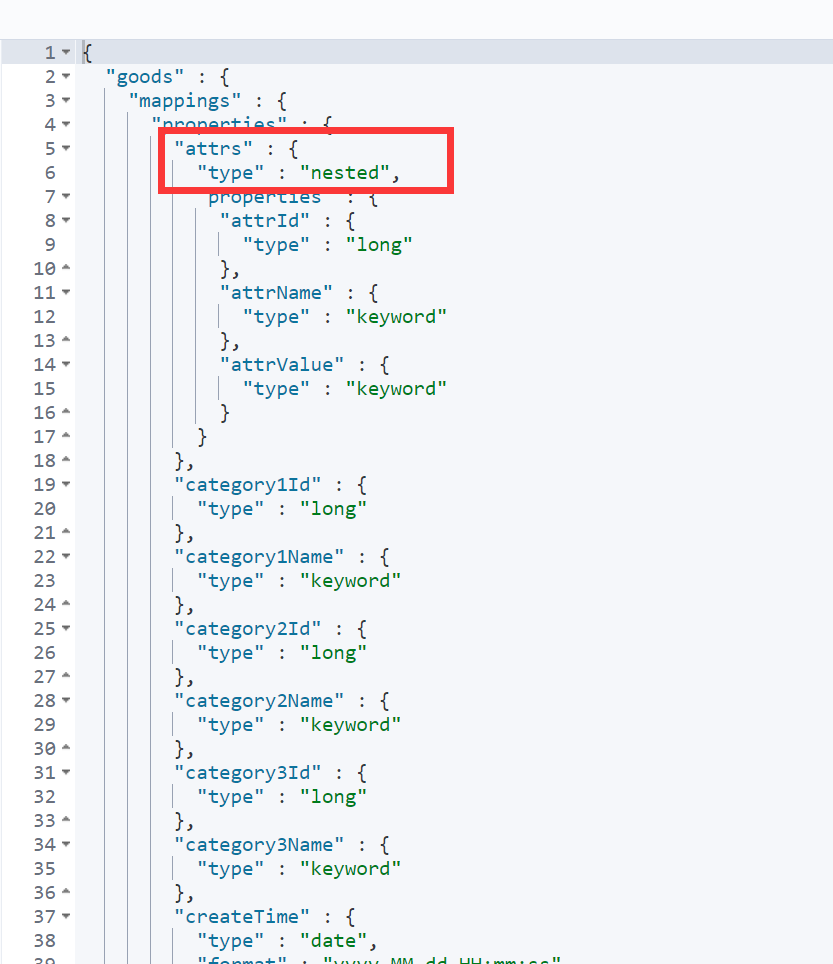 1 {
2 "goods" : {
3 "mappings" : {
4 "properties" : {
5 "attrs" : {
6 "type" : "nested",
7 "properties" : {
8 "attrId" : {
9 "type" : "long"
10 },
11 "attrName" : {
12 "type" : "keyword"
13 },
14 "attrValue" : {
15 "type" : "keyword"
16 }
17 }
18 },
19 "category1Id" : {
20 "type" : "long"
21 },
22 "category1Name" : {
23 "type" : "keyword"
24 },
25 "category2Id" : {
26 "type" : "long"
27 },
28 "category2Name" : {
29 "type" : "keyword"
30 },
31 "category3Id" : {
32 "type" : "long"
33 },
34 "category3Name" : {
35 "type" : "keyword"
36 },
37 "createTime" : {
38 "type" : "date",
39 "format" : "yyyy-MM-dd HH:mm:ss"